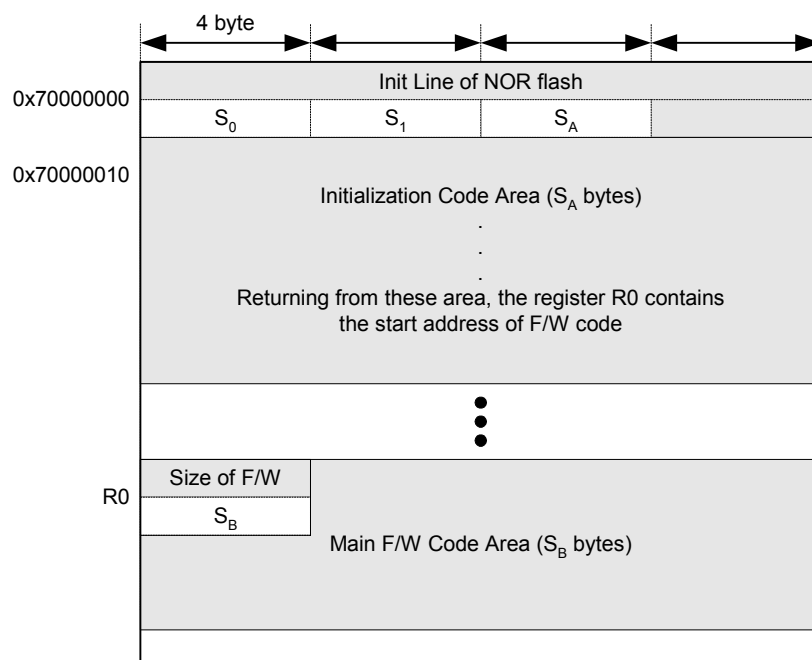 4 byte
Init Line of NOR flash
0x70000000
S0 S1 SA
0x70000010
Initialization Code Area (SA bytes)
.
.
.
Returning from these area, the register R0 contains
the start address of F/W code
Size of F/W
R0
SB
Main F/W Code Area (SB bytes)